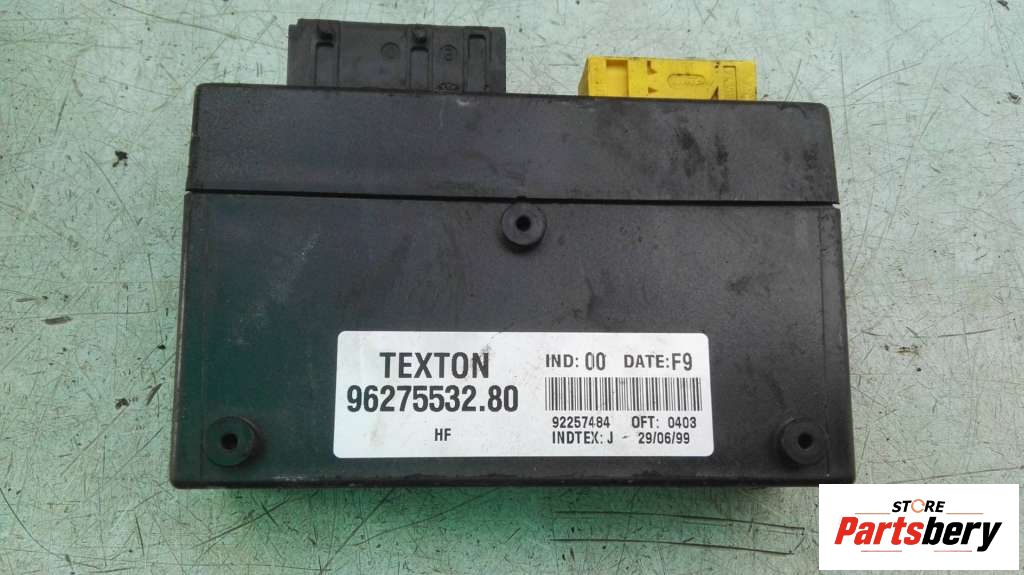 TEXTON
96275532.80
HF
IND: 00 DATE: F9
92257484 OFT: 0403
INDTEX: J - 29/06/99
STORE
Partsbery